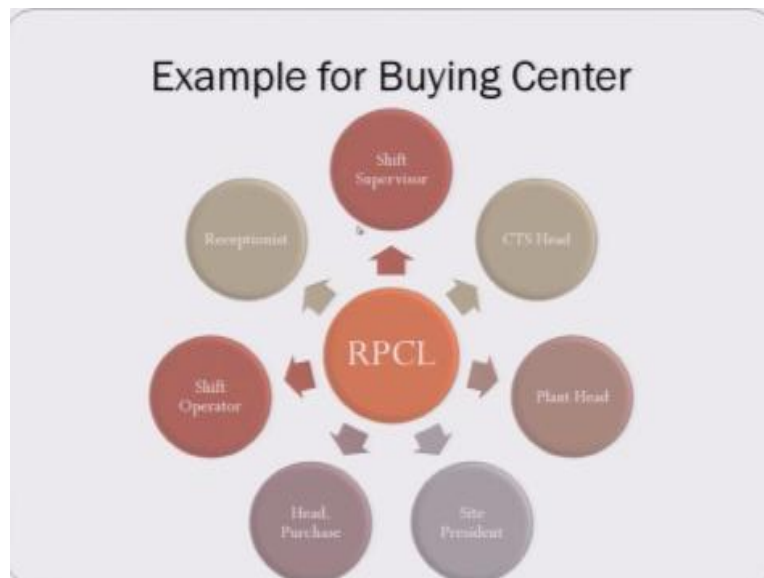 Example for Buying Center
Shift
Supervisor
Receptionist
CTS Head
RPCL
Shift
Operator
Plant Head
Head,
Purchase
Site
President